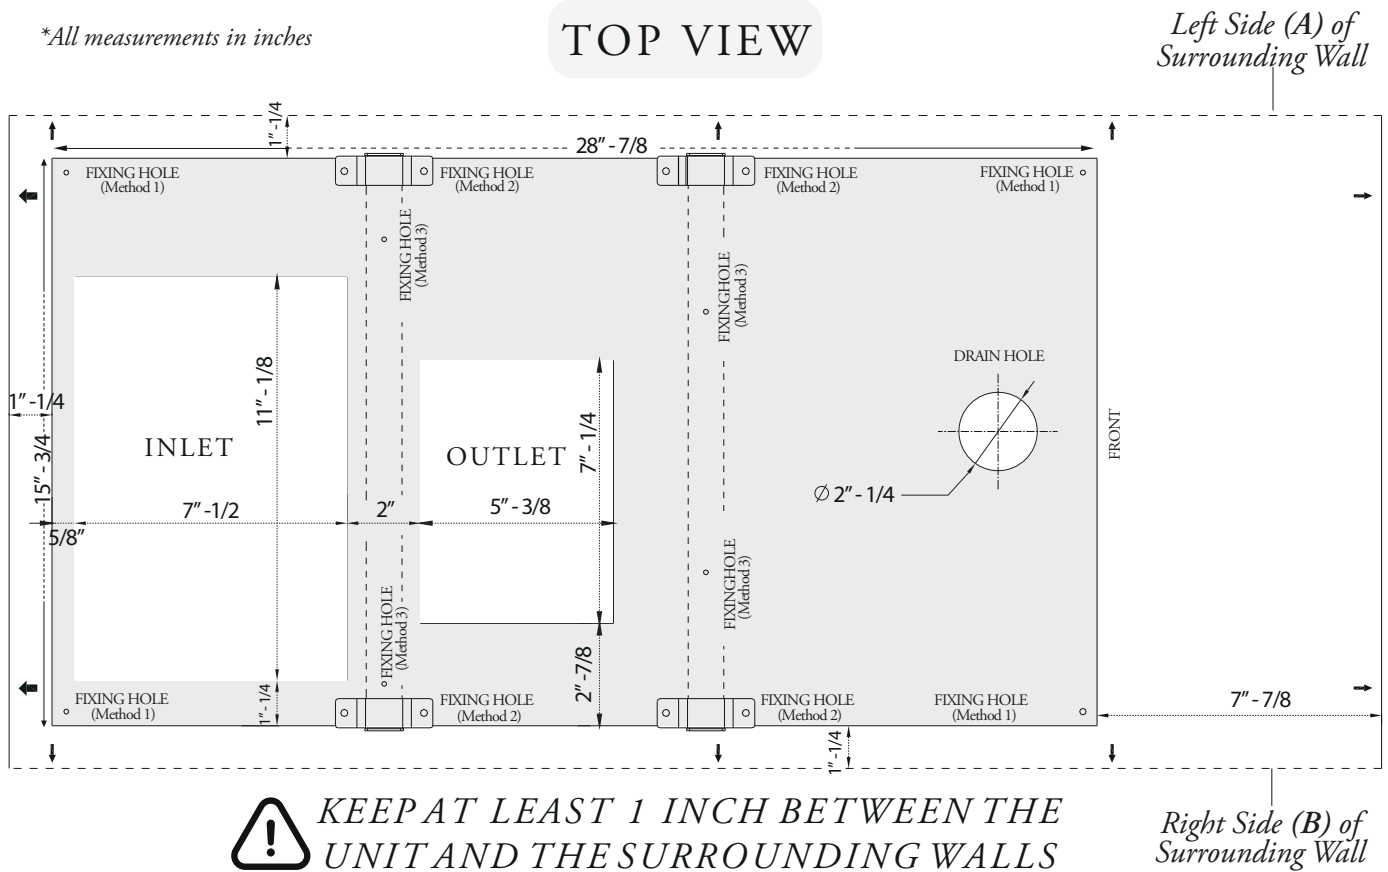 *All measurements in inches
TOP VIEW
Left Side (A) of
Surrounding Wall
1” -1/4
28” - 7/8
FIXING HOLE
(Method 1)
FIXING HOLE
(Method 2)
FIXING HOLE
(Method 2)
FIXING HOLE
(Method 1)
FIXING HOLE
(Method 3)
FIXINGHOLE
(Method 3)
DRAIN HOLE
1” -1/4
15” - 3/4
11” - 1/8
INLET
OUTLET
7” - 1/4
FRONT
Ø 2” - 1/4
5/8”
7” -1/2
2”
5” - 3/8
FIXING HOLE
(Method 3)
FIXINGHOLE
(Method 3)
2” -7/8
1” - 1/4
FIXING HOLE
(Method 1)
FIXING HOLE
(Method 2)
FIXING HOLE
(Method 2)
FIXING HOLE
(Method 1)
7” - 7/8
1” -1/4
KEEP AT LEAST 1 INCH BETWEEN THE
UNIT AND THE SURROUNDING WALLS
Right Side (B) of
Surrounding Wall